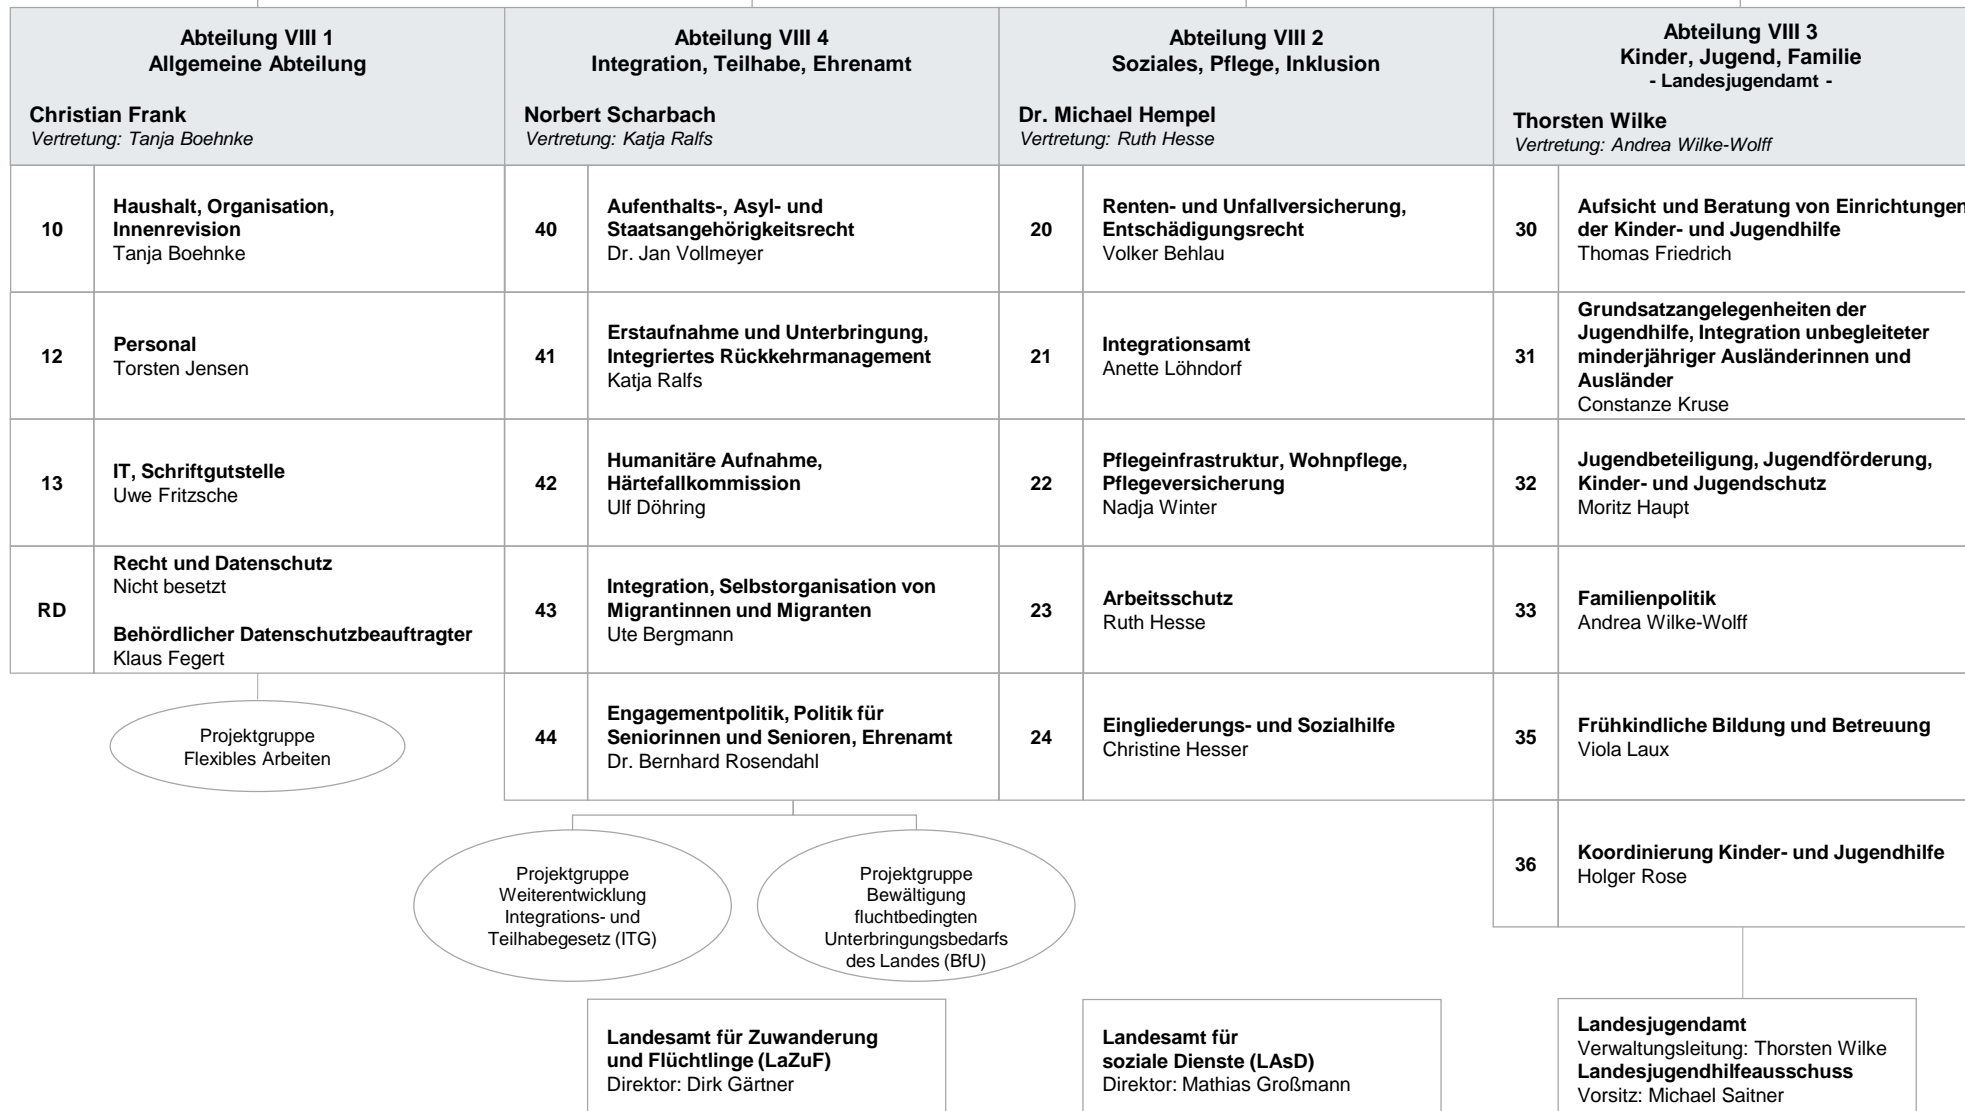 Abteilung VIII 1
Allgemeine Abteilung
Christian Frank
Vertretung: Tanja Boehnke
10
Haushalt, Organisation,
Innenrevision
Tanja Boehnke
12
Personal
Torsten Jensen
13
IT, Schriftgutstelle
Uwe Fritzsche
RD
Recht und Datenschutz
Nicht besetzt
Behördlicher Datenschutzbeauftragter
Klaus Fegert
Projektgruppe
Flexibles Arbeiten
Abteilung VIII 4
Integration, Teilhabe, Ehrenamt
Norbert Scharbach
Vertretung: Katja Ralfs
40
Aufenthalts-, Asyl- und
Staatsangehörigkeitsrecht
Dr. Jan Vollmeyer
41
Erstaufnahme und Unterbringung,
Integriertes Rückkehrmanagement
Katja Ralfs
42
Humanitäre Aufnahme,
Härtefallkommission
Ulf Döhring
43
Integration, Selbstorganisation von
Migrantinnen und Migranten
Ute Bergmann
44
Engagementpolitik, Politik für
Seniorinnen und Senioren, Ehrenamt
Dr. Bernhard Rosendahl
Projektgruppe
Weiterentwicklung
Integrations- und
Teilhabegesetz (ITG)
Projektgruppe
Bewältigung
fluchtbedingten
Unterbringungsbedarfs
des Landes (BfU)
Landesamt für Zuwanderung
und Flüchtlinge (LaZuF)
Direktor: Dirk Gärtner
Abteilung VIII 2
Soziales, Pflege, Inklusion
Dr. Michael Hempel
Vertretung: Ruth Hesse
20
Renten- und Unfallversicherung,
Entschädigungsrecht
Volker Behlau
21
Integrationsamt
Anette Löhndorf
22
Pflegeinfrastruktur, Wohnpflege,
Pflegeversicherung
Nadja Winter
23
Arbeitsschutz
Ruth Hesse
24
Eingliederungs- und Sozialhilfe
Christine Hesser
Landesamt für
soziale Dienste (LAsD)
Direktor: Mathias Großmann
Abteilung VIII 3
Kinder, Jugend, Familie
- Landesjugendamt -
Thorsten Wilke
Vertretung: Andrea Wilke-Wolff
30
Aufsicht und Beratung von Einrichtungen
der Kinder- und Jugendhilfe
Thomas Friedrich
31
Grundsatzangelegenheiten der
Jugendhilfe, Integration unbegleiteter
minderjähriger Ausländerinnen und
Ausländer
Constanze Kruse
32
Jugendbeteiligung, Jugendförderung,
Kinder- und Jugendschutz
Moritz Haupt
33
Familienpolitik
Andrea Wilke-Wolff
35
Frühkindliche Bildung und Betreuung
Viola Laux
36
Koordinierung Kinder- und Jugendhilfe
Holger Rose
Landesjugendamt
Verwaltungsleitung: Thorsten Wilke
Landesjugendhilfeausschuss
Vorsitz: Michael Saitner